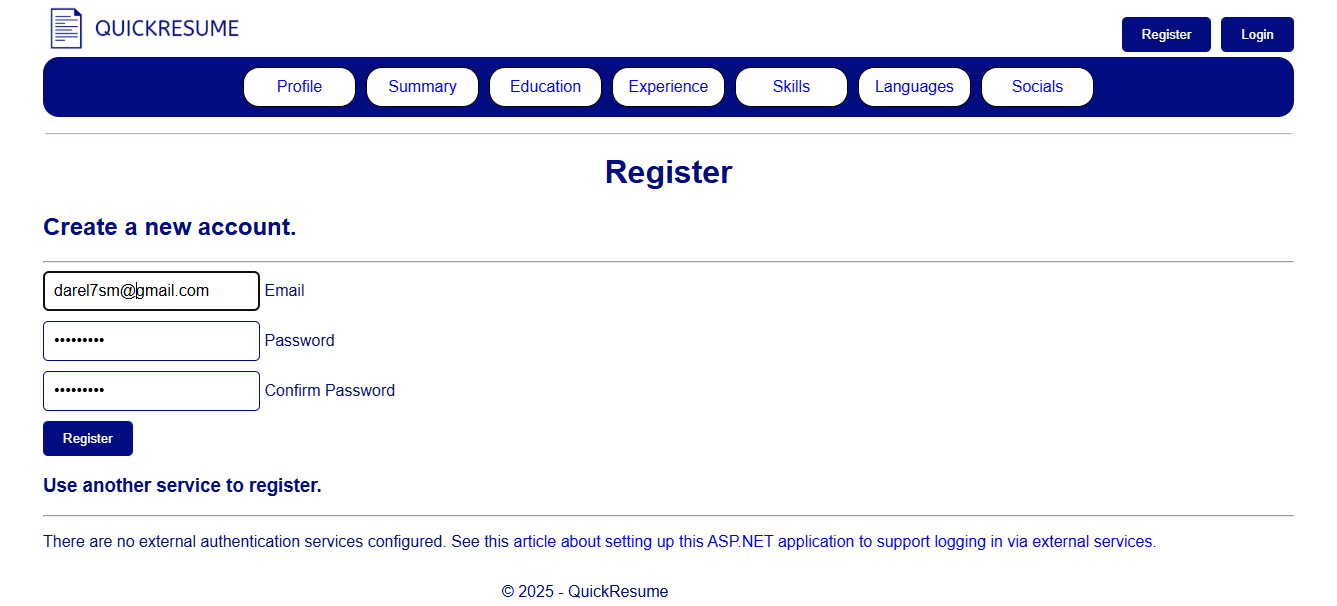 QUICKRESUME
Register Login
Profile Summary Education Experience Skills Languages Socials
Register
Create a new account.
darel7sm@gmail.com Email
••••••••• Password
••••••••• Confirm Password
Register
Use another service to register.
There are no external authentication services configured. See this article about setting up this ASP.NET application to support logging in via external services.
© 2025 - QuickResume